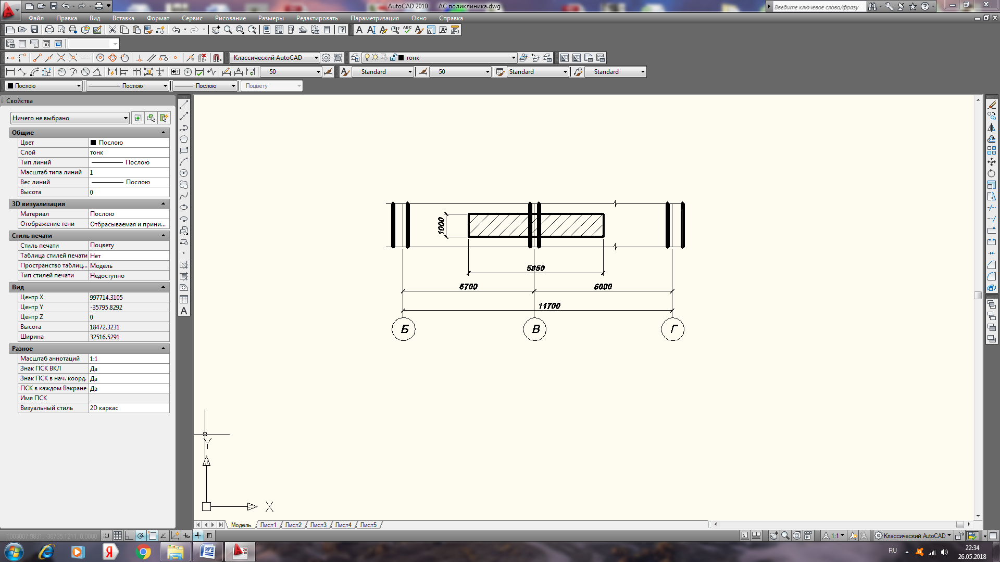 AutoCAD 2010 АС поликлиника.dwg
Введите ключевое слово/фразу
Файл Правка Вид Вставка Формат Сервис Рисование Размеры Редактировать Параметризация Окно Справка
Классический AutoCAD
тонк
50 Standard 50 Standard Standard
Послою Послою Послою Поцвету
Свойства
Ничего не выбрано
Общие
Цвет Послою
Слой тонк
Тип линий Послою
Масштаб типа линий 1
Вес линий Послою
Высота 0
3D визуализация
Материал Послою
Отображение тени Отбрасываемая и прини...
Стиль печати
Стиль печати Поцвету
Таблица стилей печати Нет
Пространство таблиц... Модель
Тип стилей печати Недоступно
Вид
Центр X 997714.3105
Центр Y -35795.8292
Центр Z 0
Высота 18472.3231
Ширина 32516.5291
Разное
Масштаб аннотаций 1:1
Знак ПСК ВКЛ Да
Знак ПСК в нач. коорд. Да
ПСК в каждом Вэкране Да
Имя ПСК
Визуальный стиль 2D каркас
1000
5850
5700 6000
11700
Б В Г
Y
X
Модель Лист1 Лист2 Лист3 Лист4 Лист5
1003007.9831, -38735.1211, 0.0000
1:1 Классический AutoCAD
RU
22:34
26.05.2018